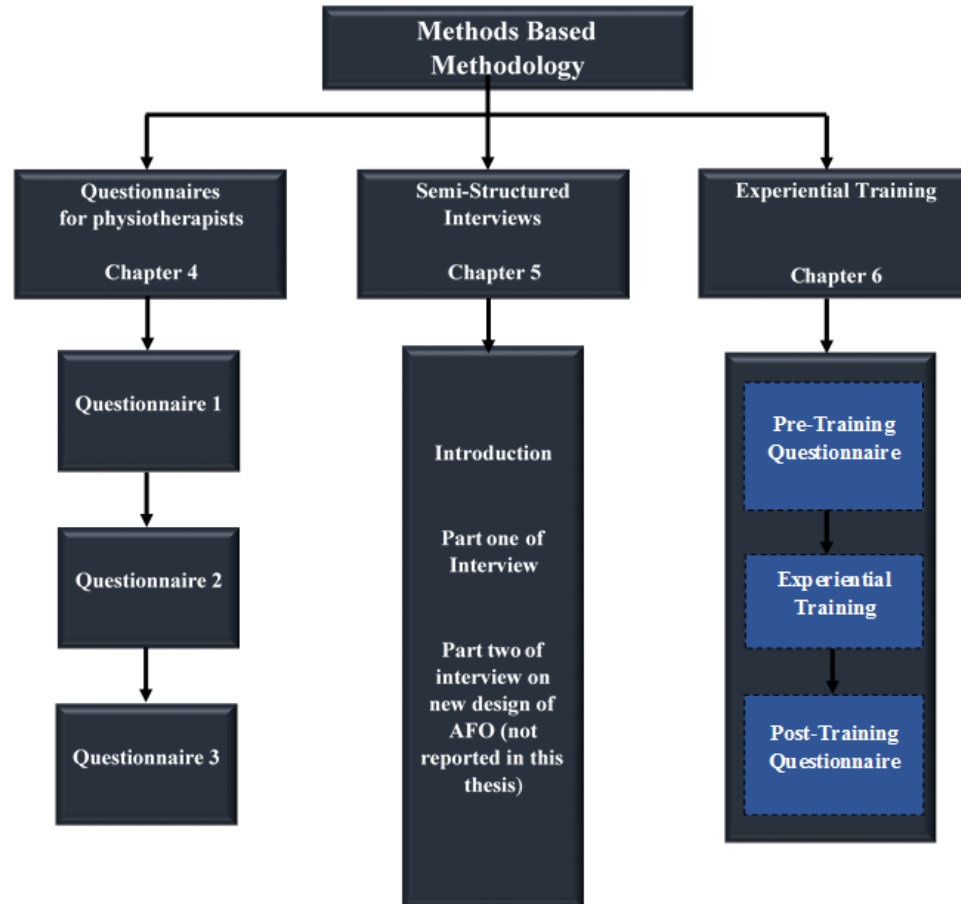 Methods Based
Methodology
Questionnaires
for physiotherapists
Chapter 4
Semi-Structured
Interviews
Chapter 5
Experiential Training
Chapter 6
Questionnaire 1
Questionnaire 2
Questionnaire 3
Introduction
Part one of
Interview
Part two of
interview on
new design of
AFO (not
reported in this
thesis)
Pre-Training
Questionnaire
Experiential
Training
Post-Training
Questionnaire